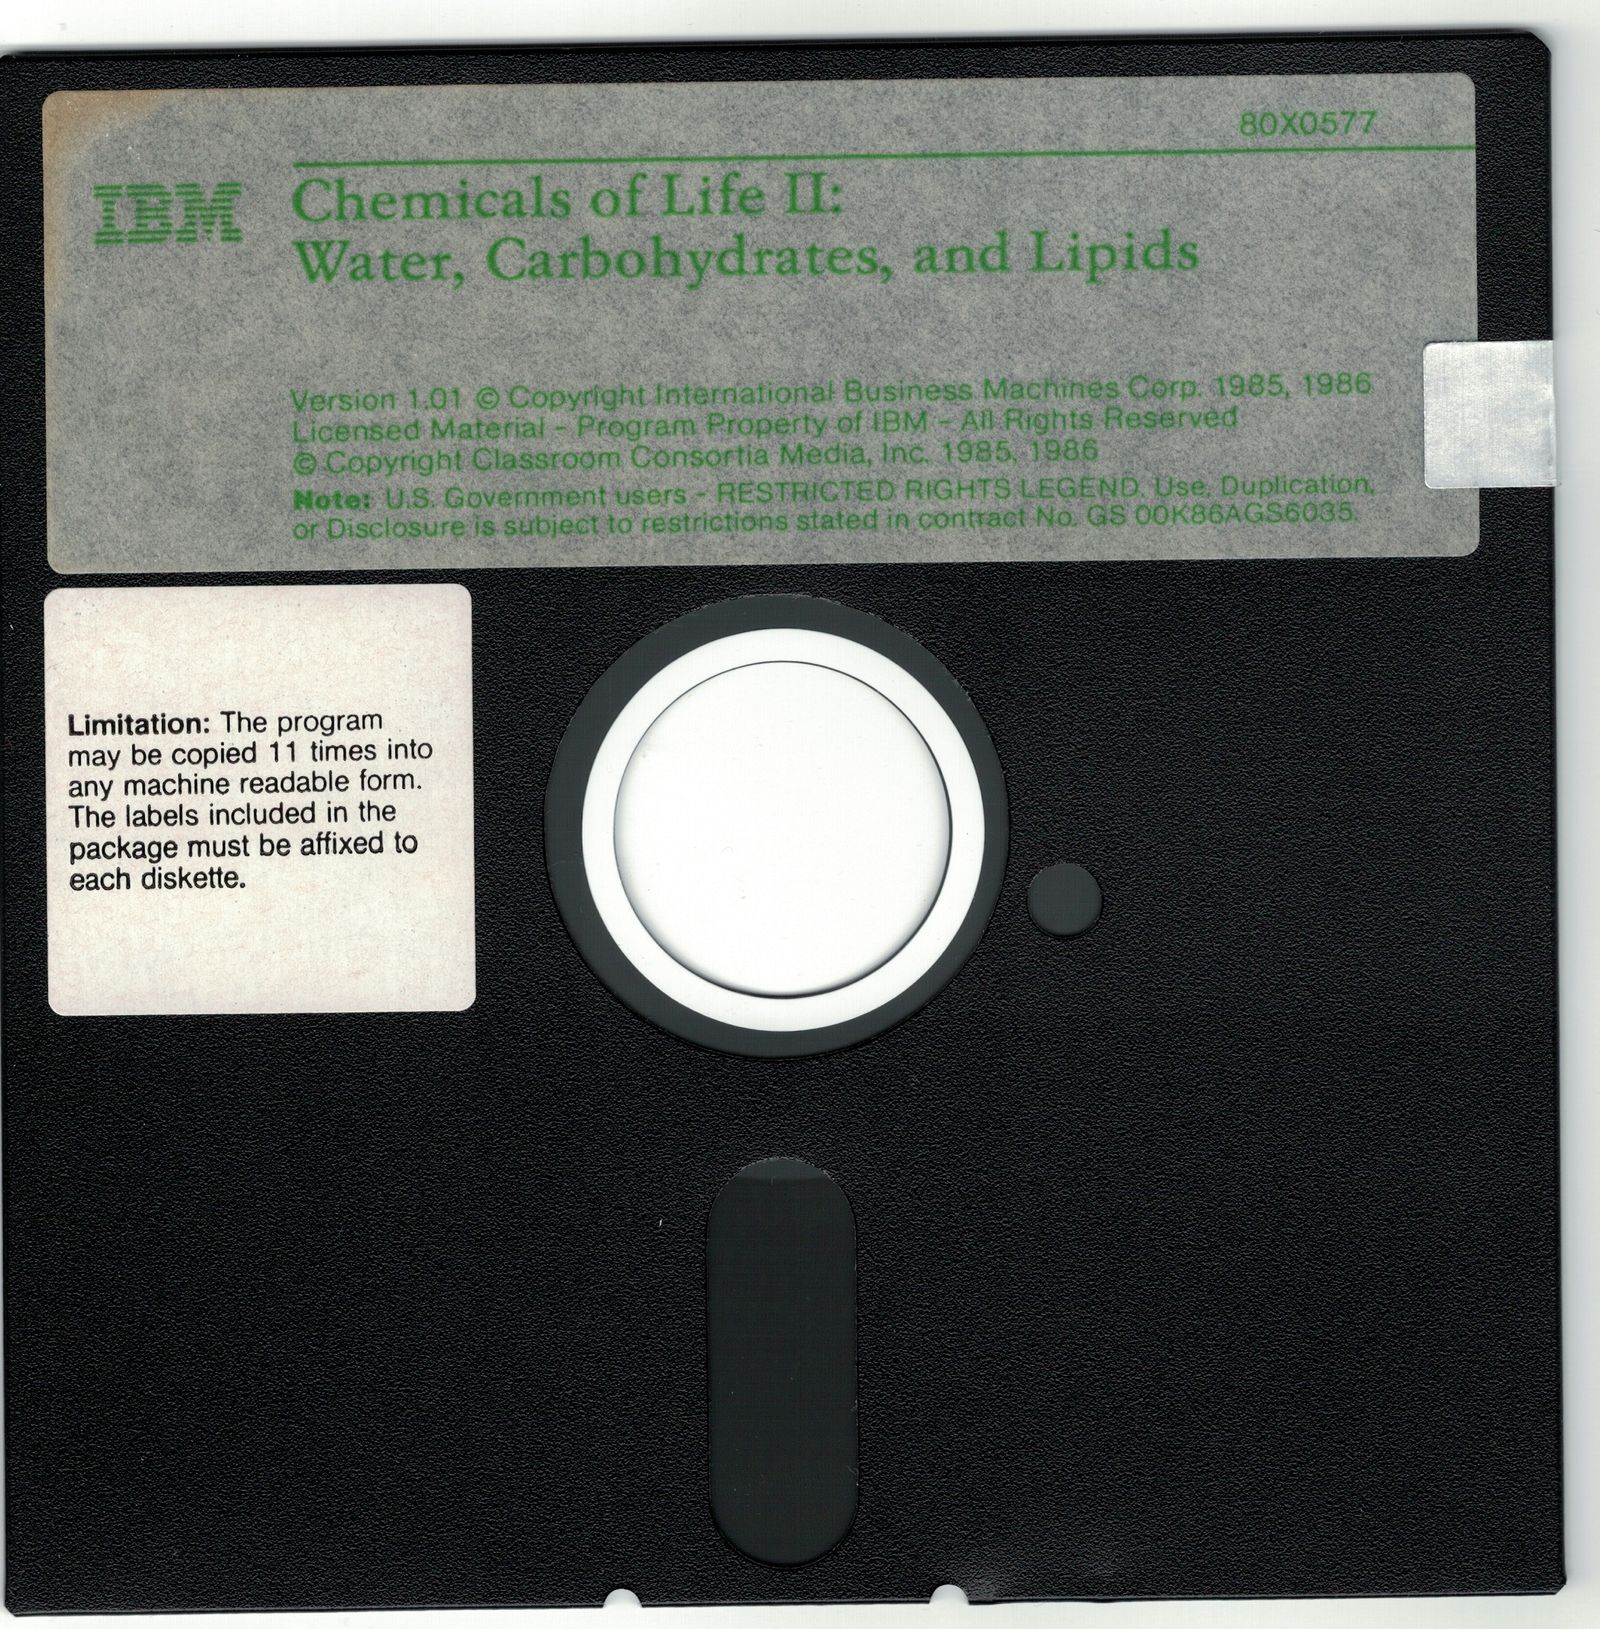 80X0577
IBM
Chemicals of Life II:
Water, Carbohydrates, and Lipids
Version 1.01 © Copyright International Business Machines Corp. 1985, 1986
Licensed Material - Program Property of IBM - All Rights Reserved
© Copyright Classroom Consortia Media, Inc. 1985, 1986
Note: U.S. Government users - RESTRICTED RIGHTS LEGEND. Use, Duplication,
or Disclosure is subject to restrictions stated in contract No. GS 00K86AGS6035.
Limitation: The program
may be copied 11 times into
any machine readable form.
The labels included in the
package must be affixed to
each diskette.